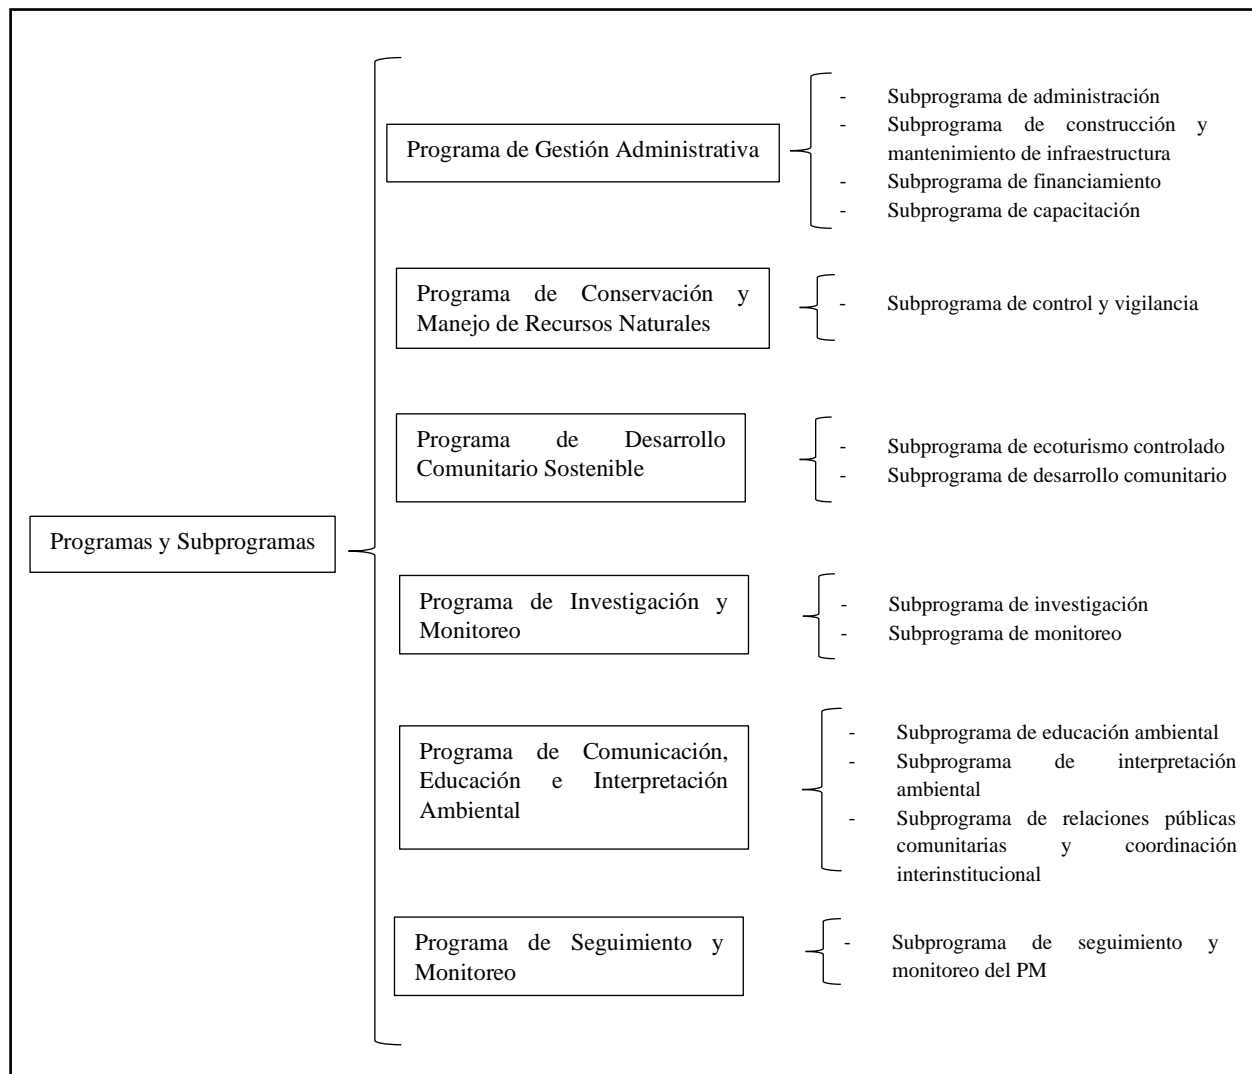 Programas y Subprogramas
Programa de Gestión Administrativa
- Subprograma de administración
- Subprograma de construcción y
mantenimiento de infraestructura
- Subprograma de financiamiento
- Subprograma de capacitación
Programa de Conservación y
Manejo de Recursos Naturales
- Subprograma de control y vigilancia
Programa de Desarrollo
Comunitario Sostenible
- Subprograma de ecoturismo controlado
- Subprograma de desarrollo comunitario
Programa de Investigación y
Monitoreo
- Subprograma de investigación
- Subprograma de monitoreo
Programa de Comunicación,
Educación e Interpretación
Ambiental
- Subprograma de educación ambiental
- Subprograma de interpretación
ambiental
- Subprograma de relaciones públicas
comunitarias y coordinación
interinstitucional
Programa de Seguimiento y
Monitoreo
- Subprograma de seguimiento y
monitoreo del PM